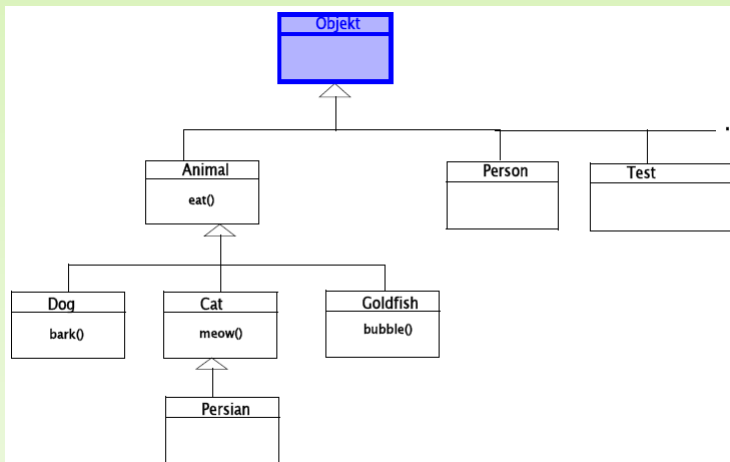 Objekt
Animal
eat()
Person
Test
Dog
bark()
Cat
meow()
Goldfish
bubble()
Persian